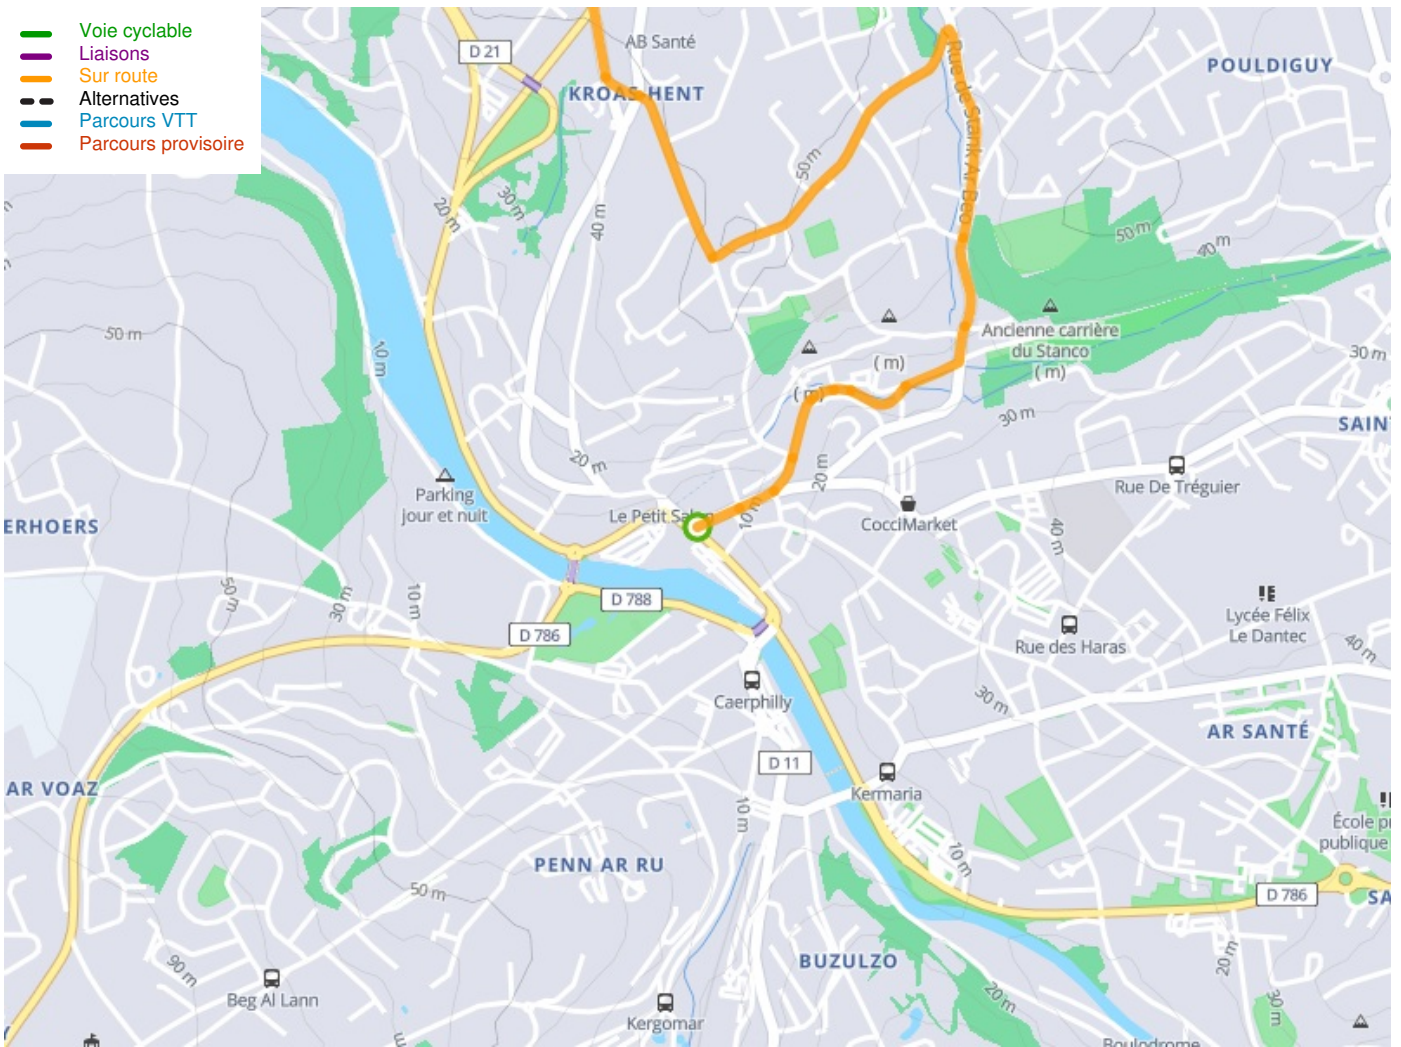 Voie cyclable
Liaisons
Sur route
Alternatives
Parcours VTT
Parcours provisoire
D 21
AB Santé
KROAS HENT
POULDIGUY
Rue de Stank Ar Beo
50 m
30 m
20 m
40 m
50 m
40 m
50 m
10 m
Ancienne carrière
du Stanco
( m)
( m)
( m)
30 m
30 m
SAIN
20 m
20 m
Rue De Tréguier
Parking
jour et nuit
Le Petit Salon
10 m
CocciMarket
ERHOERS
40 m
50 m
30 m
10 m
D 788
D 786
Lycée Félix
Le Dantec
Rue des Haras
40 m
Caerphilly
30 m
AR SANTÉ
D 11
AR VOAZ
Kermaria
10 m
École p
publique
PENN AR RU
10 m
50 m
D 786
SA
BUZULZO
90 m
Beg Al Lann
20 m
20 m
30 m
Kergomar
m
Boulodrome